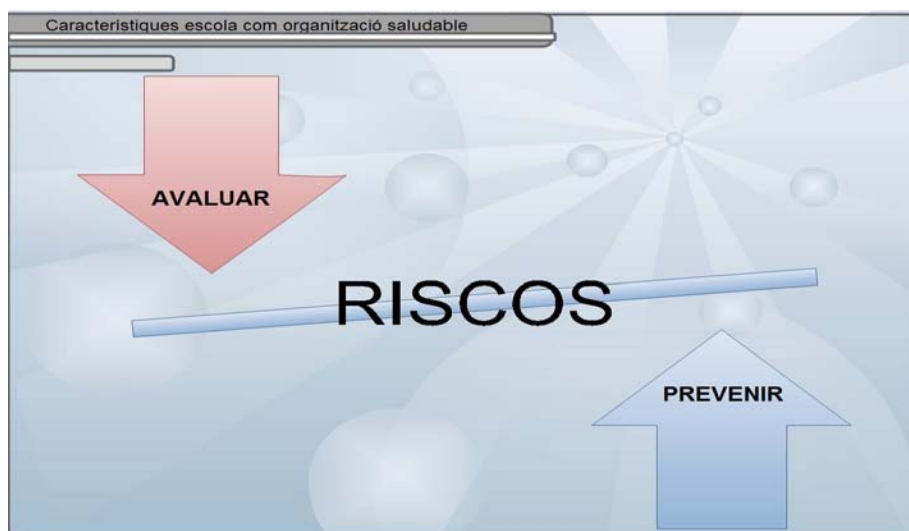 Característiques escola com organització saludable
AVALUAR
RISCOS
PREVENIR